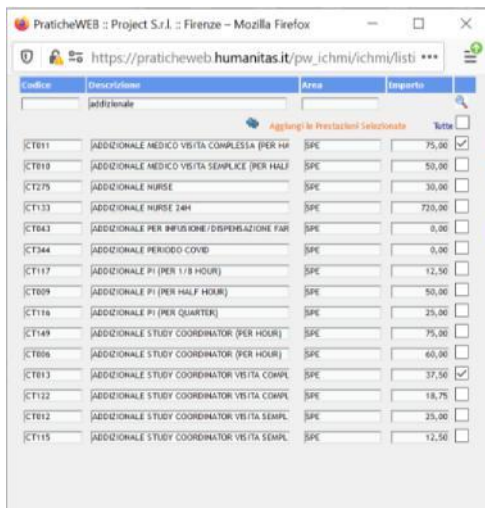 PraticheWEB :: Project S.r.l. :: Firenze – Mozilla Firefox
https://praticheweb.humanitas.it/pw_ichmi/ichmi/listi
Codice Descrizione Area Importo
addizionale
Aggiungi le Prestazioni Selezionate Tutte
CT011 ADDIZIONALE MEDICO VISITA COMPLESSA (PER HA SPE 75,00
CT010 ADDIZIONALE MEDICO VISITA SEMPLICE (PER HALF SPE 50,00
CT275 ADDIZIONALE NURSE SPE 30,00
CT133 ADDIZIONALE NURSE 24H SPE 720,00
CT043 ADDIZIONALE PER INFUSIONE/DISPENSAZIONE FAR SPE 0,00
CT344 ADDIZIONALE PERIODO COVID SPE 0,00
CT117 ADDIZIONALE PI (PER 1/8 HOUR) SPE 12,50
CT009 ADDIZIONALE PI (PER HALF HOUR) SPE 50,00
CT116 ADDIZIONALE PI (PER QUARTER) SPE 25,00
CT149 ADDIZIONALE STUDY COORDINATOR (PER HOUR) SPE 75,00
CT006 ADDIZIONALE STUDY COORDINATOR (PER HOUR) SPE 60,00
CT013 ADDIZIONALE STUDY COORDINATOR VISITA COMPL SPE 37,50
CT122 ADDIZIONALE STUDY COORDINATOR VISITA COMPL SPE 18,75
CT012 ADDIZIONALE STUDY COORDINATOR VISITA SEMPL SPE 25,00
CT115 ADDIZIONALE STUDY COORDINATOR VISITA SEMPL SPE 12,50